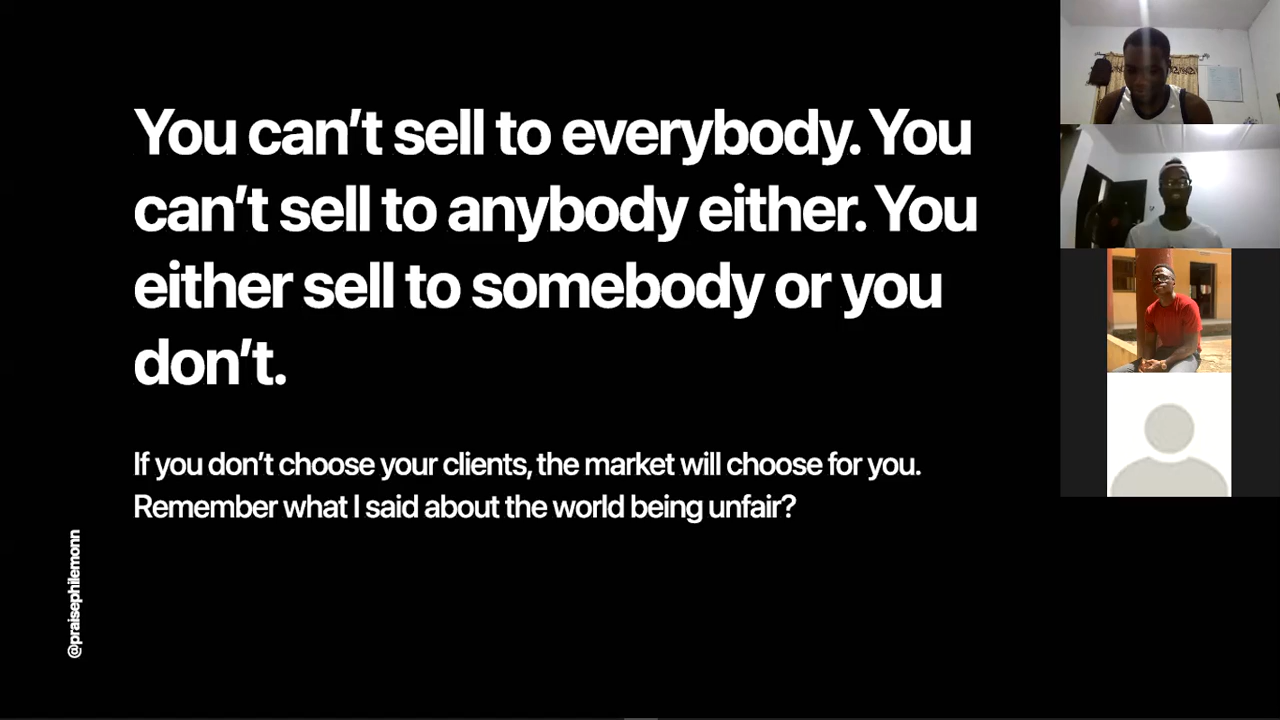 You can’t sell to everybody. You
can’t sell to anybody either. You
either sell to somebody or you
don’t.
If you don’t choose your clients, the market will choose for you.
Remember what I said about the world being unfair?
@praisephilemonn